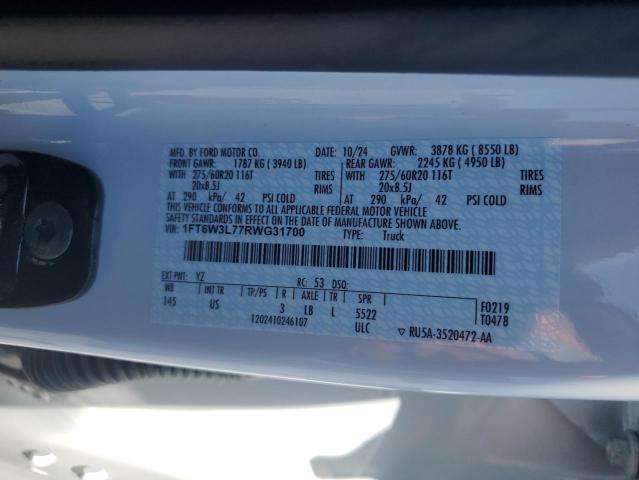 MFD. BY FORD MOTOR CO. DATE: 10/24 GVWR: 3878 KG ( 8550 LB)
FRONT GAWR: 1787 KG ( 3940 LB) REAR GAWR: 2245 KG ( 4950 LB)
WITH 275/60R20 116T TIRES WITH 275/60R20 116T TIRES
20x8.5J RIMS 20x8.5J RIMS
AT 290 kPa/ 42 PSI COLD AT 290 kPa/ 42 PSI COLD
THIS VEHICLE CONFORMS TO ALL APPLICABLE FEDERAL MOTOR VEHICLE
SAFETY STANDARDS IN EFFECT ON THE DATE OF MANUFACTURE SHOWN ABOVE.
VIN: 1FT6W3L77RWG31700 TYPE: Truck
EXT PNT: YZ RC: 53 DSO:
WB INT TR TP/PS R AXLE TR SPR
145 US 3 LB L 5522 F0219
1202410246107 ULC T0478
▽ RU5A-3520472-AA